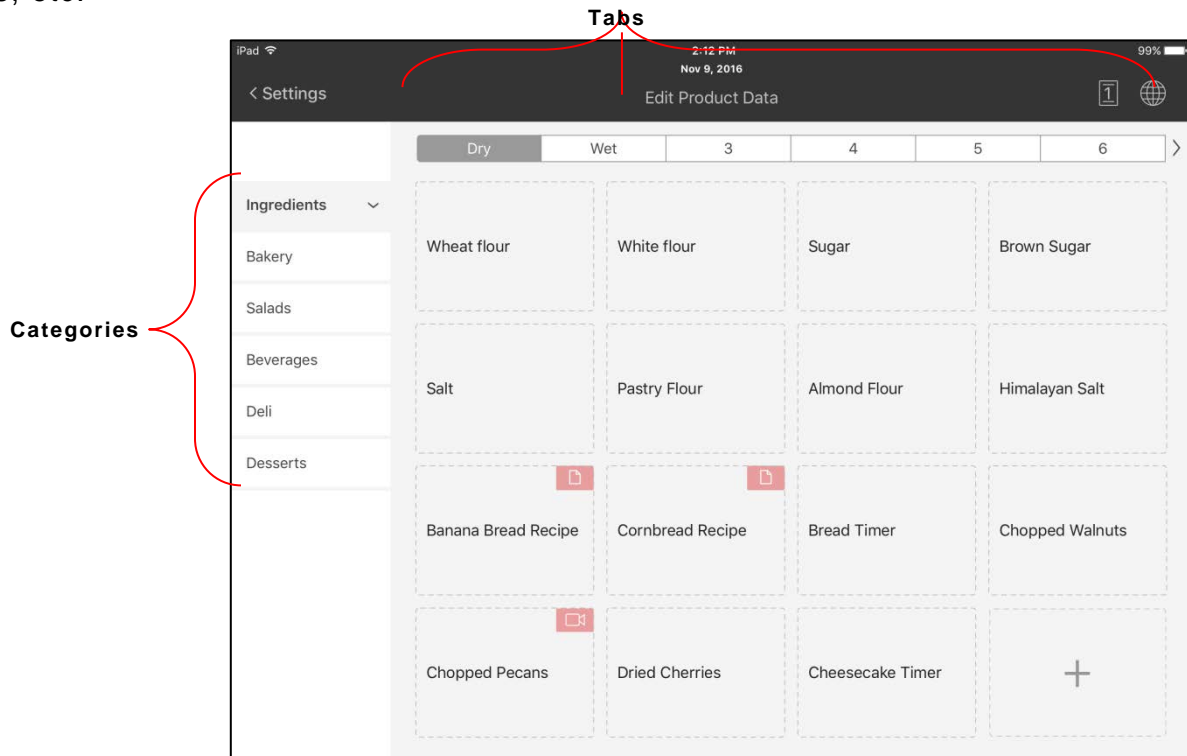 Tabs
iPad 2:12 PM 99%
Nov 9, 2016
< Settings Edit Product Data 1
Dry Wet 3 4 5 6 >
Categories
Ingredients
Bakery
Salads
Beverages
Deli
Desserts
Wheat flour White flour Sugar Brown Sugar
Salt Pastry Flour Almond Flour Himalayan Salt
Banana Bread Recipe Cornbread Recipe Bread Timer Chopped Walnuts
Chopped Pecans Dried Cherries Cheesecake Timer +